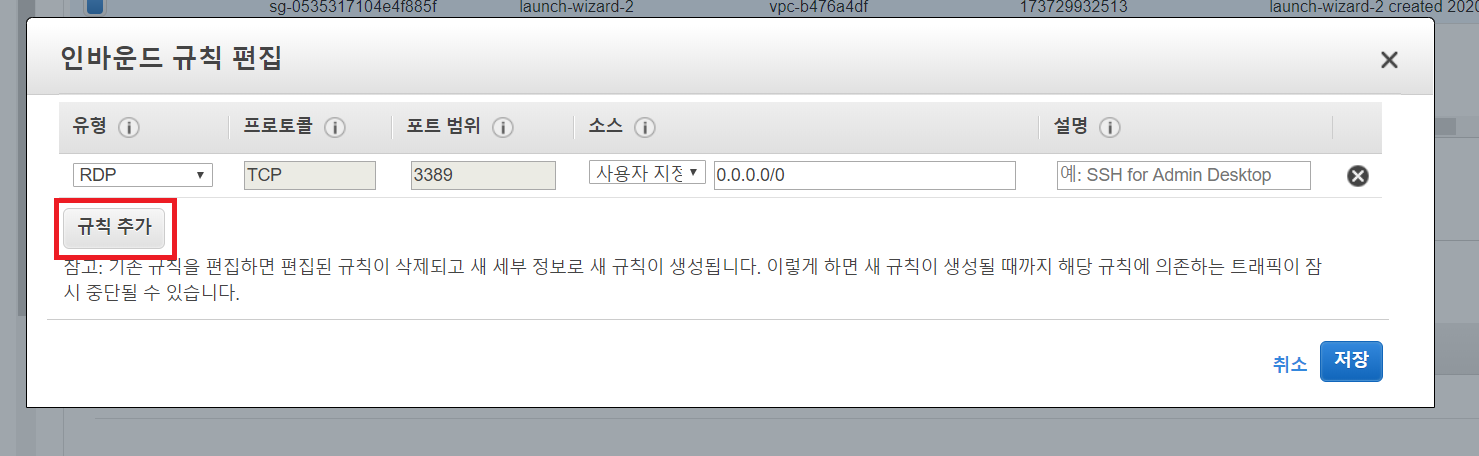 sg-0535317104e4f885f launch-wizard-2 vpc-b476a4df 173729932513 launch-wizard-2 created 2020
인바운드 규칙 편집
유형 프로토콜 포트 범위 소스 설명
RDP TCP 3389 사용자 지정 0.0.0.0/0 예: SSH for Admin Desktop
규칙 추가
참고: 기존 규칙을 편집하면 편집된 규칙이 삭제되고 새 세부 정보로 새 규칙이 생성됩니다. 이렇게 하면 새 규칙이 생성될 때까지 해당 규칙에 의존하는 트래픽이 잠
시 중단될 수 있습니다.
취소 저장